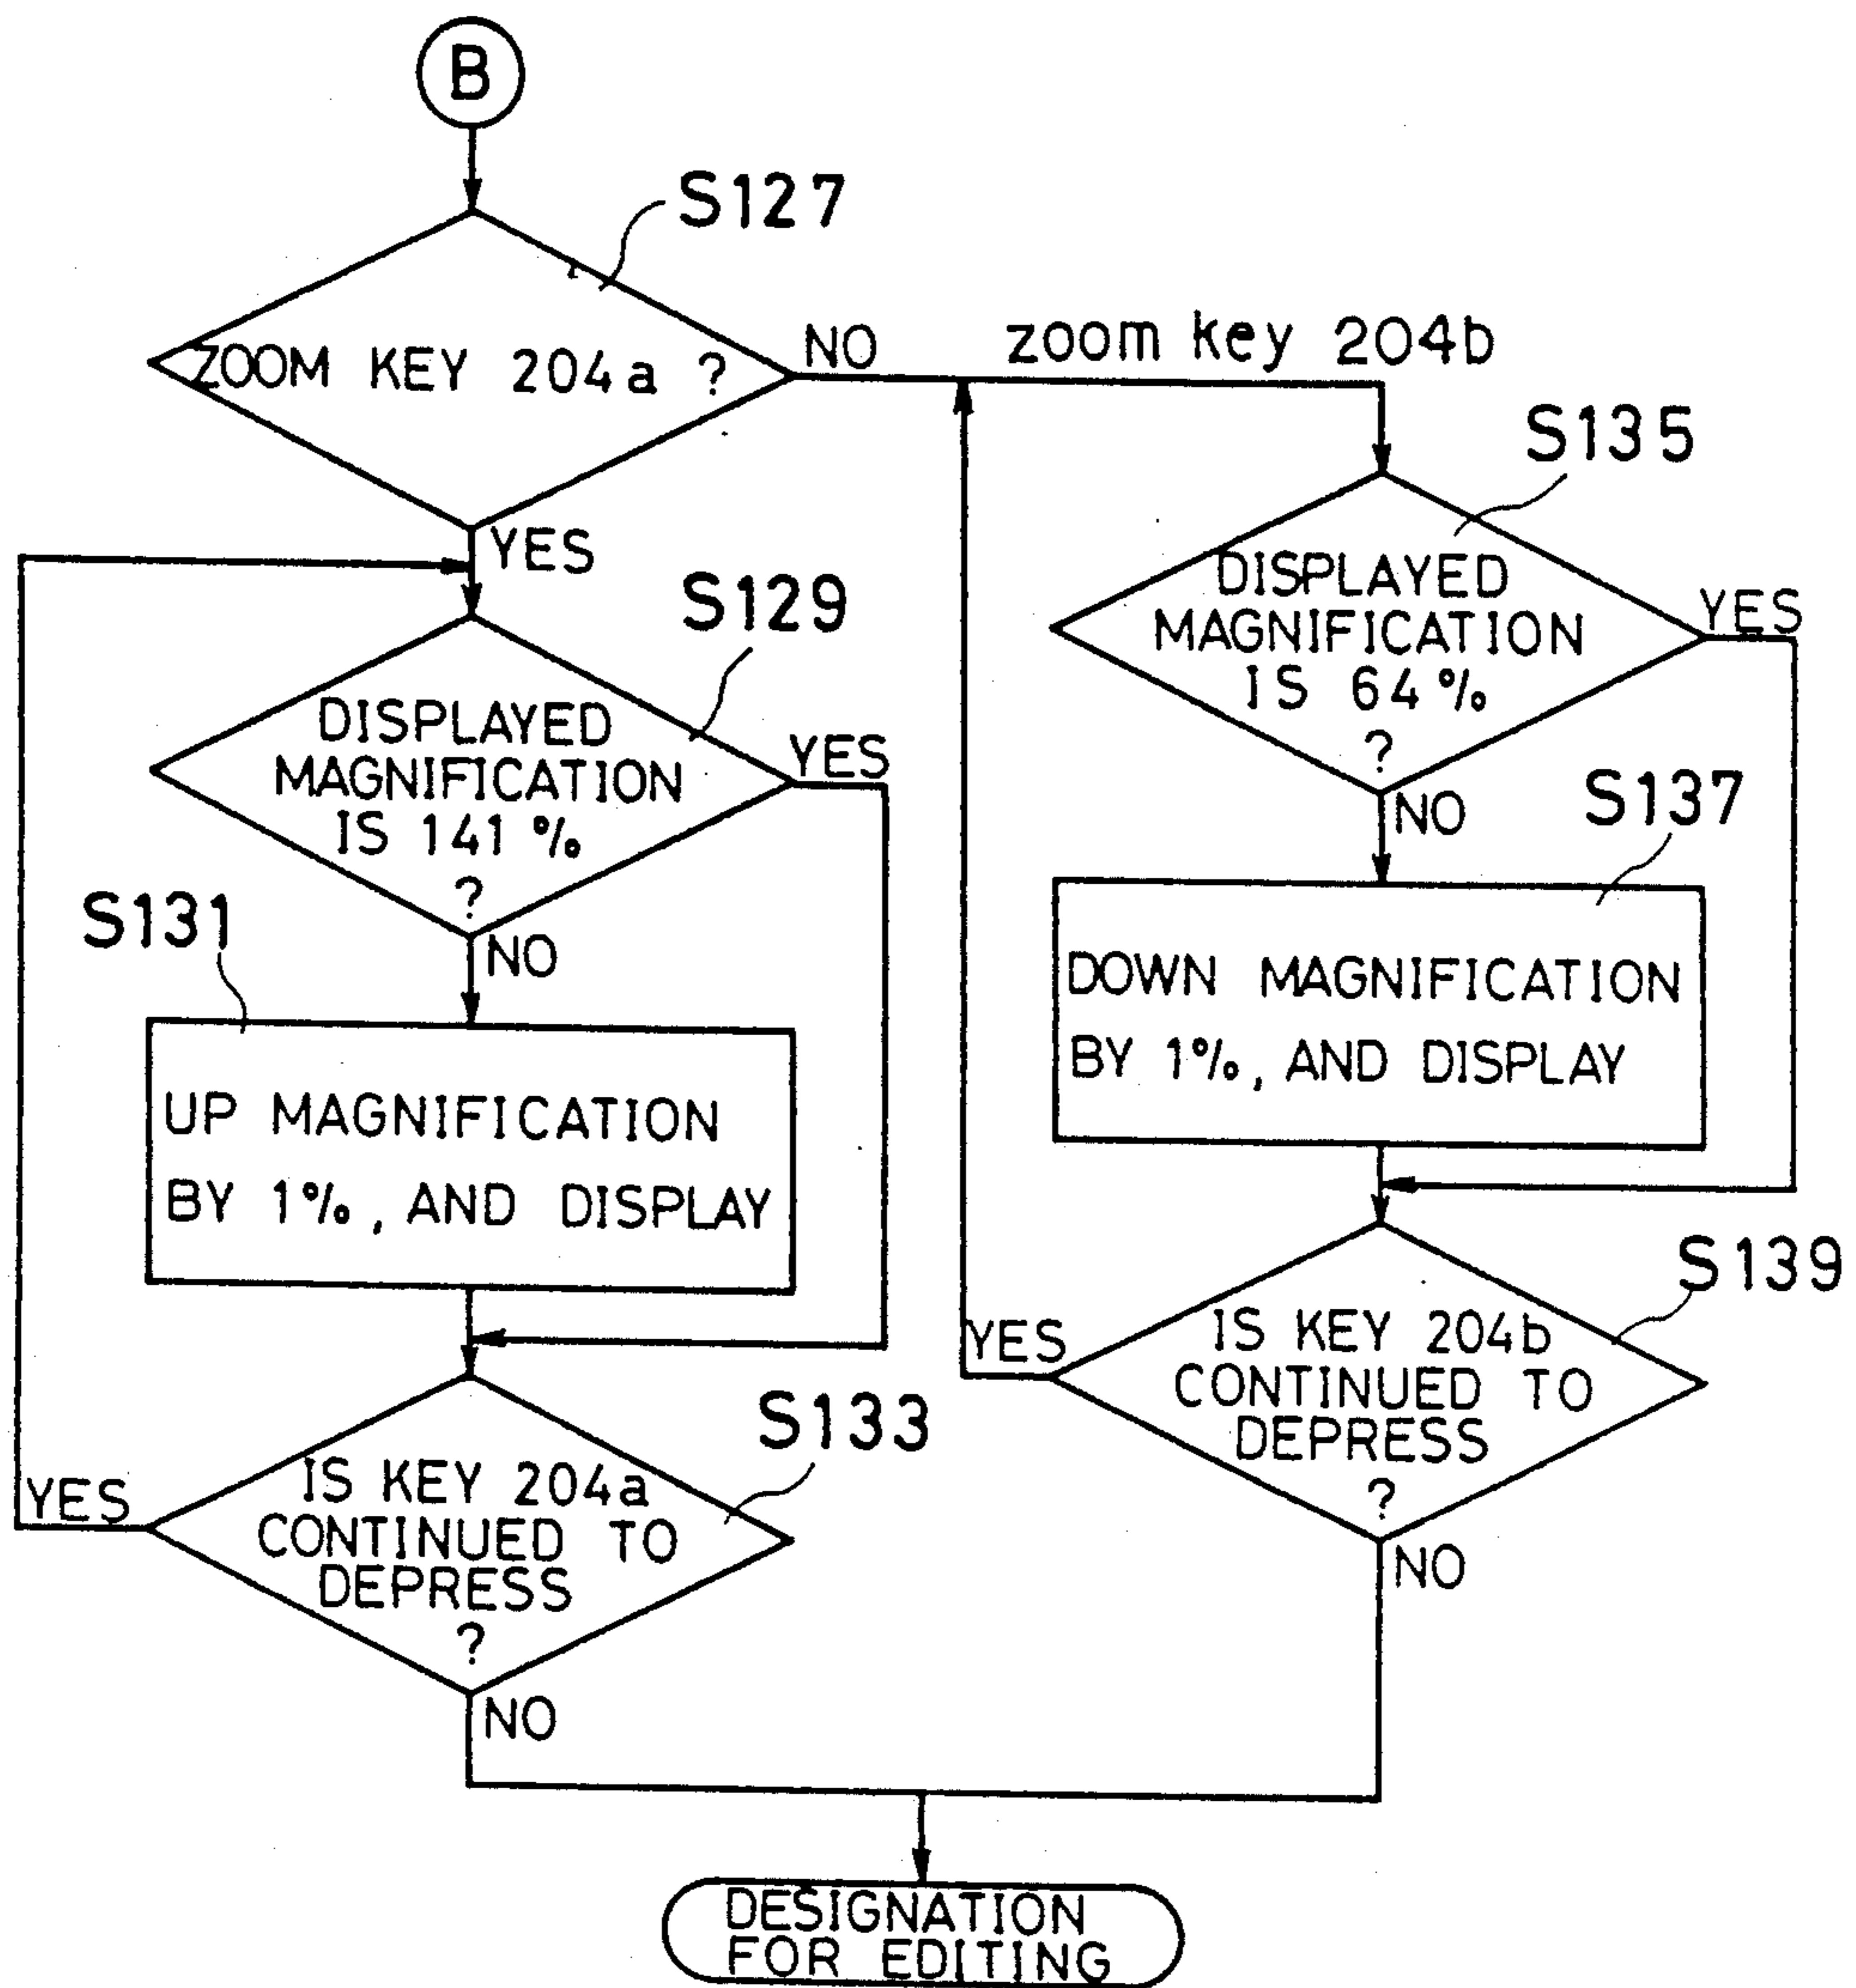 B
S127
ZOOM KEY 204a ?
NO
zoom key 204b
YES
S129
DISPLAYED
MAGNIFICATION
IS 141 %
?
YES
NO
S131
UP MAGNIFICATION
BY 1%, AND DISPLAY
S133
IS KEY 204a
CONTINUED TO
DEPRESS
?
YES
NO
S135
DISPLAYED
MAGNIFICATION
IS 64 %
?
YES
NO
S137
DOWN MAGNIFICATION
BY 1%, AND DISPLAY
S139
IS KEY 204b
CONTINUED TO
DEPRESS
?
YES
NO
DESIGNATION
FOR EDITING